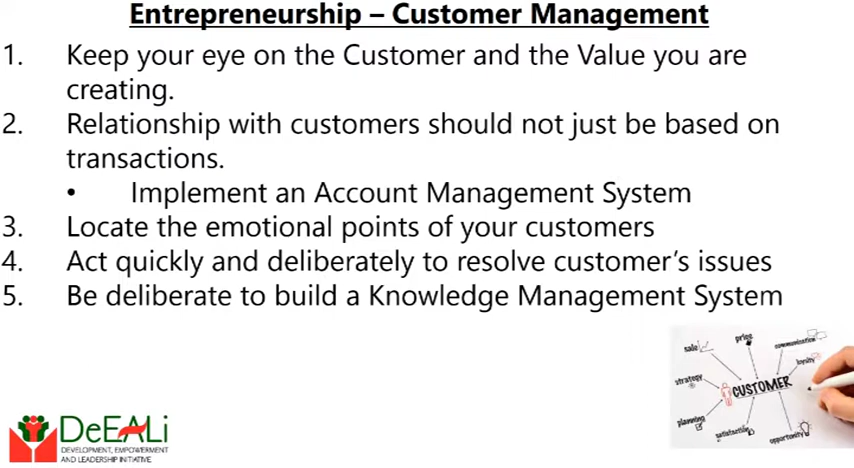 Entrepreneurship – Customer Management
1. Keep your eye on the Customer and the Value you are
creating.
2. Relationship with customers should not just be based on
transactions.
• Implement an Account Management System
3. Locate the emotional points of your customers
4. Act quickly and deliberately to resolve customer's issues
5. Be deliberate to build a Knowledge Management System
sale
price
communication
loyalty
strategy
CUSTOMER
planning
satisfaction
opportunity
DeEALi
DEVELOPMENT, EMPOWERMENT
AND LEADERSHIP INITIATIVE